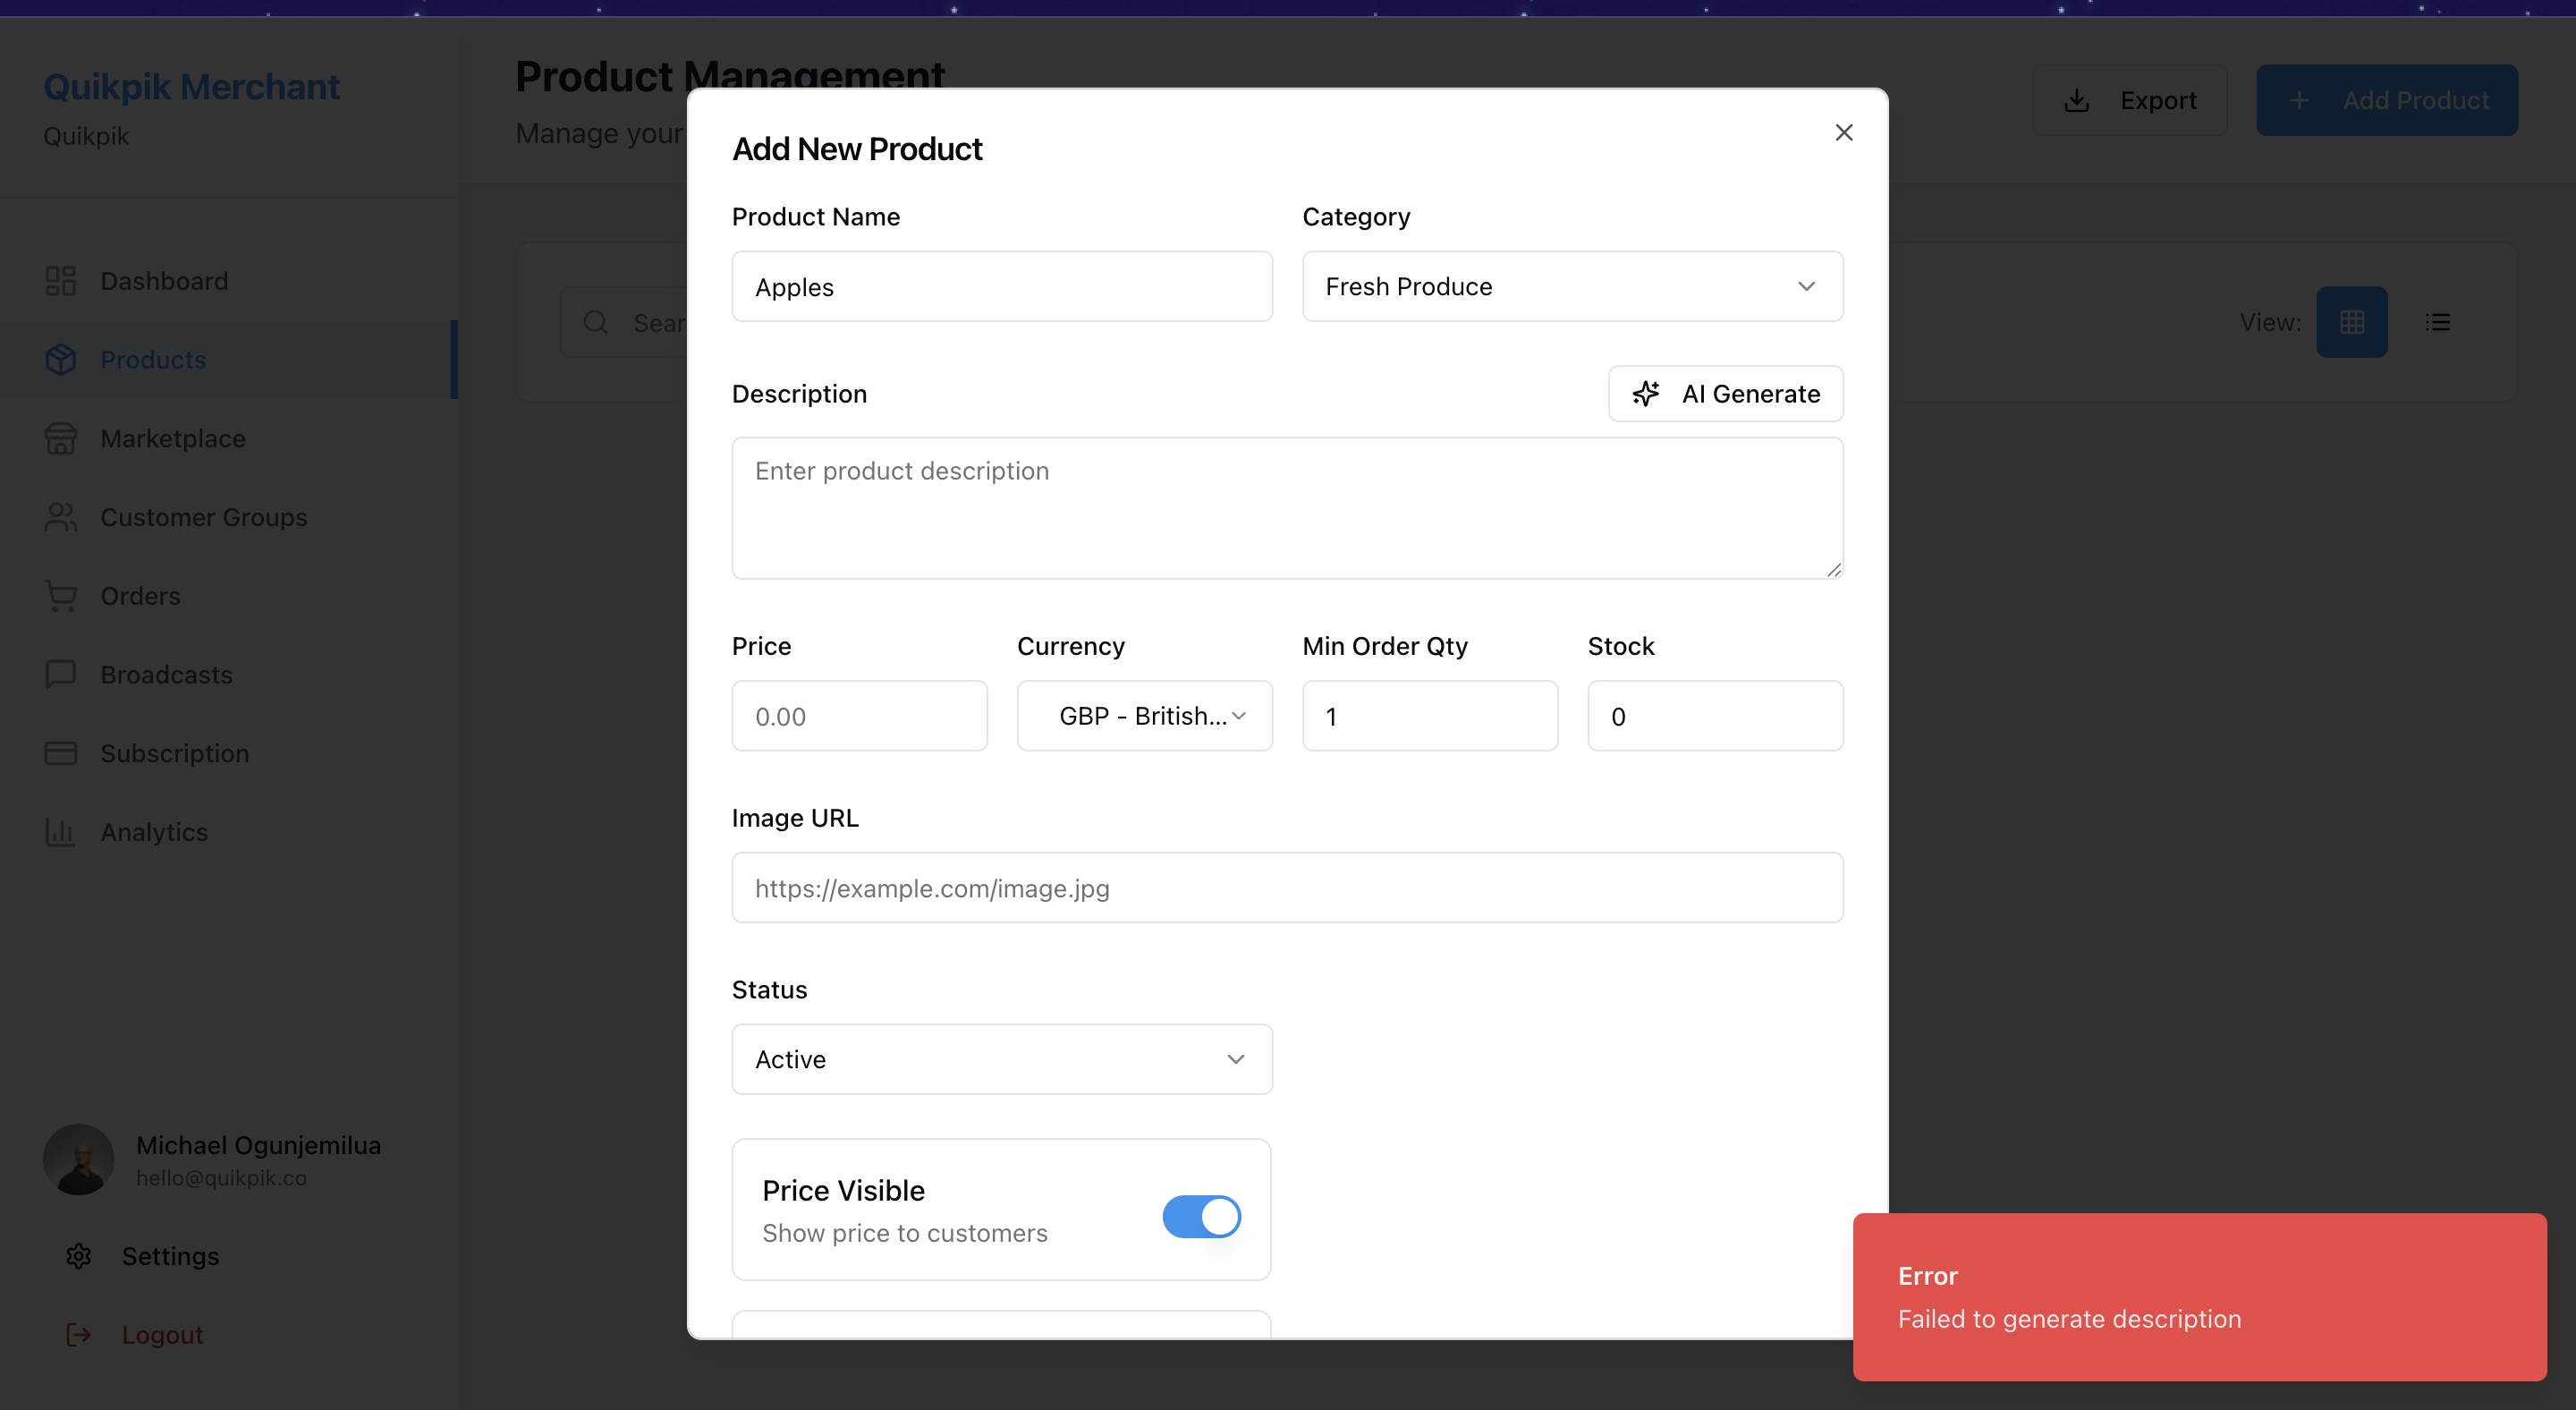 Quikpik Merchant
Quikpik
Dashboard
Products
Marketplace
Customer Groups
Orders
Broadcasts
Subscription
Analytics
Michael Ogunjemilua
hello@quikpik.co
Settings
Logout
Product Management
Manage your
Export
Add Product
Sear
View:
Add New Product
Product Name
Category
Apples
Fresh Produce
Description
AI Generate
Enter product description
Price
Currency
Min Order Qty
Stock
0.00
GBP - British...
1
0
Image URL
https://example.com/image.jpg
Status
Active
Price Visible
Show price to customers
Error
Failed to generate description